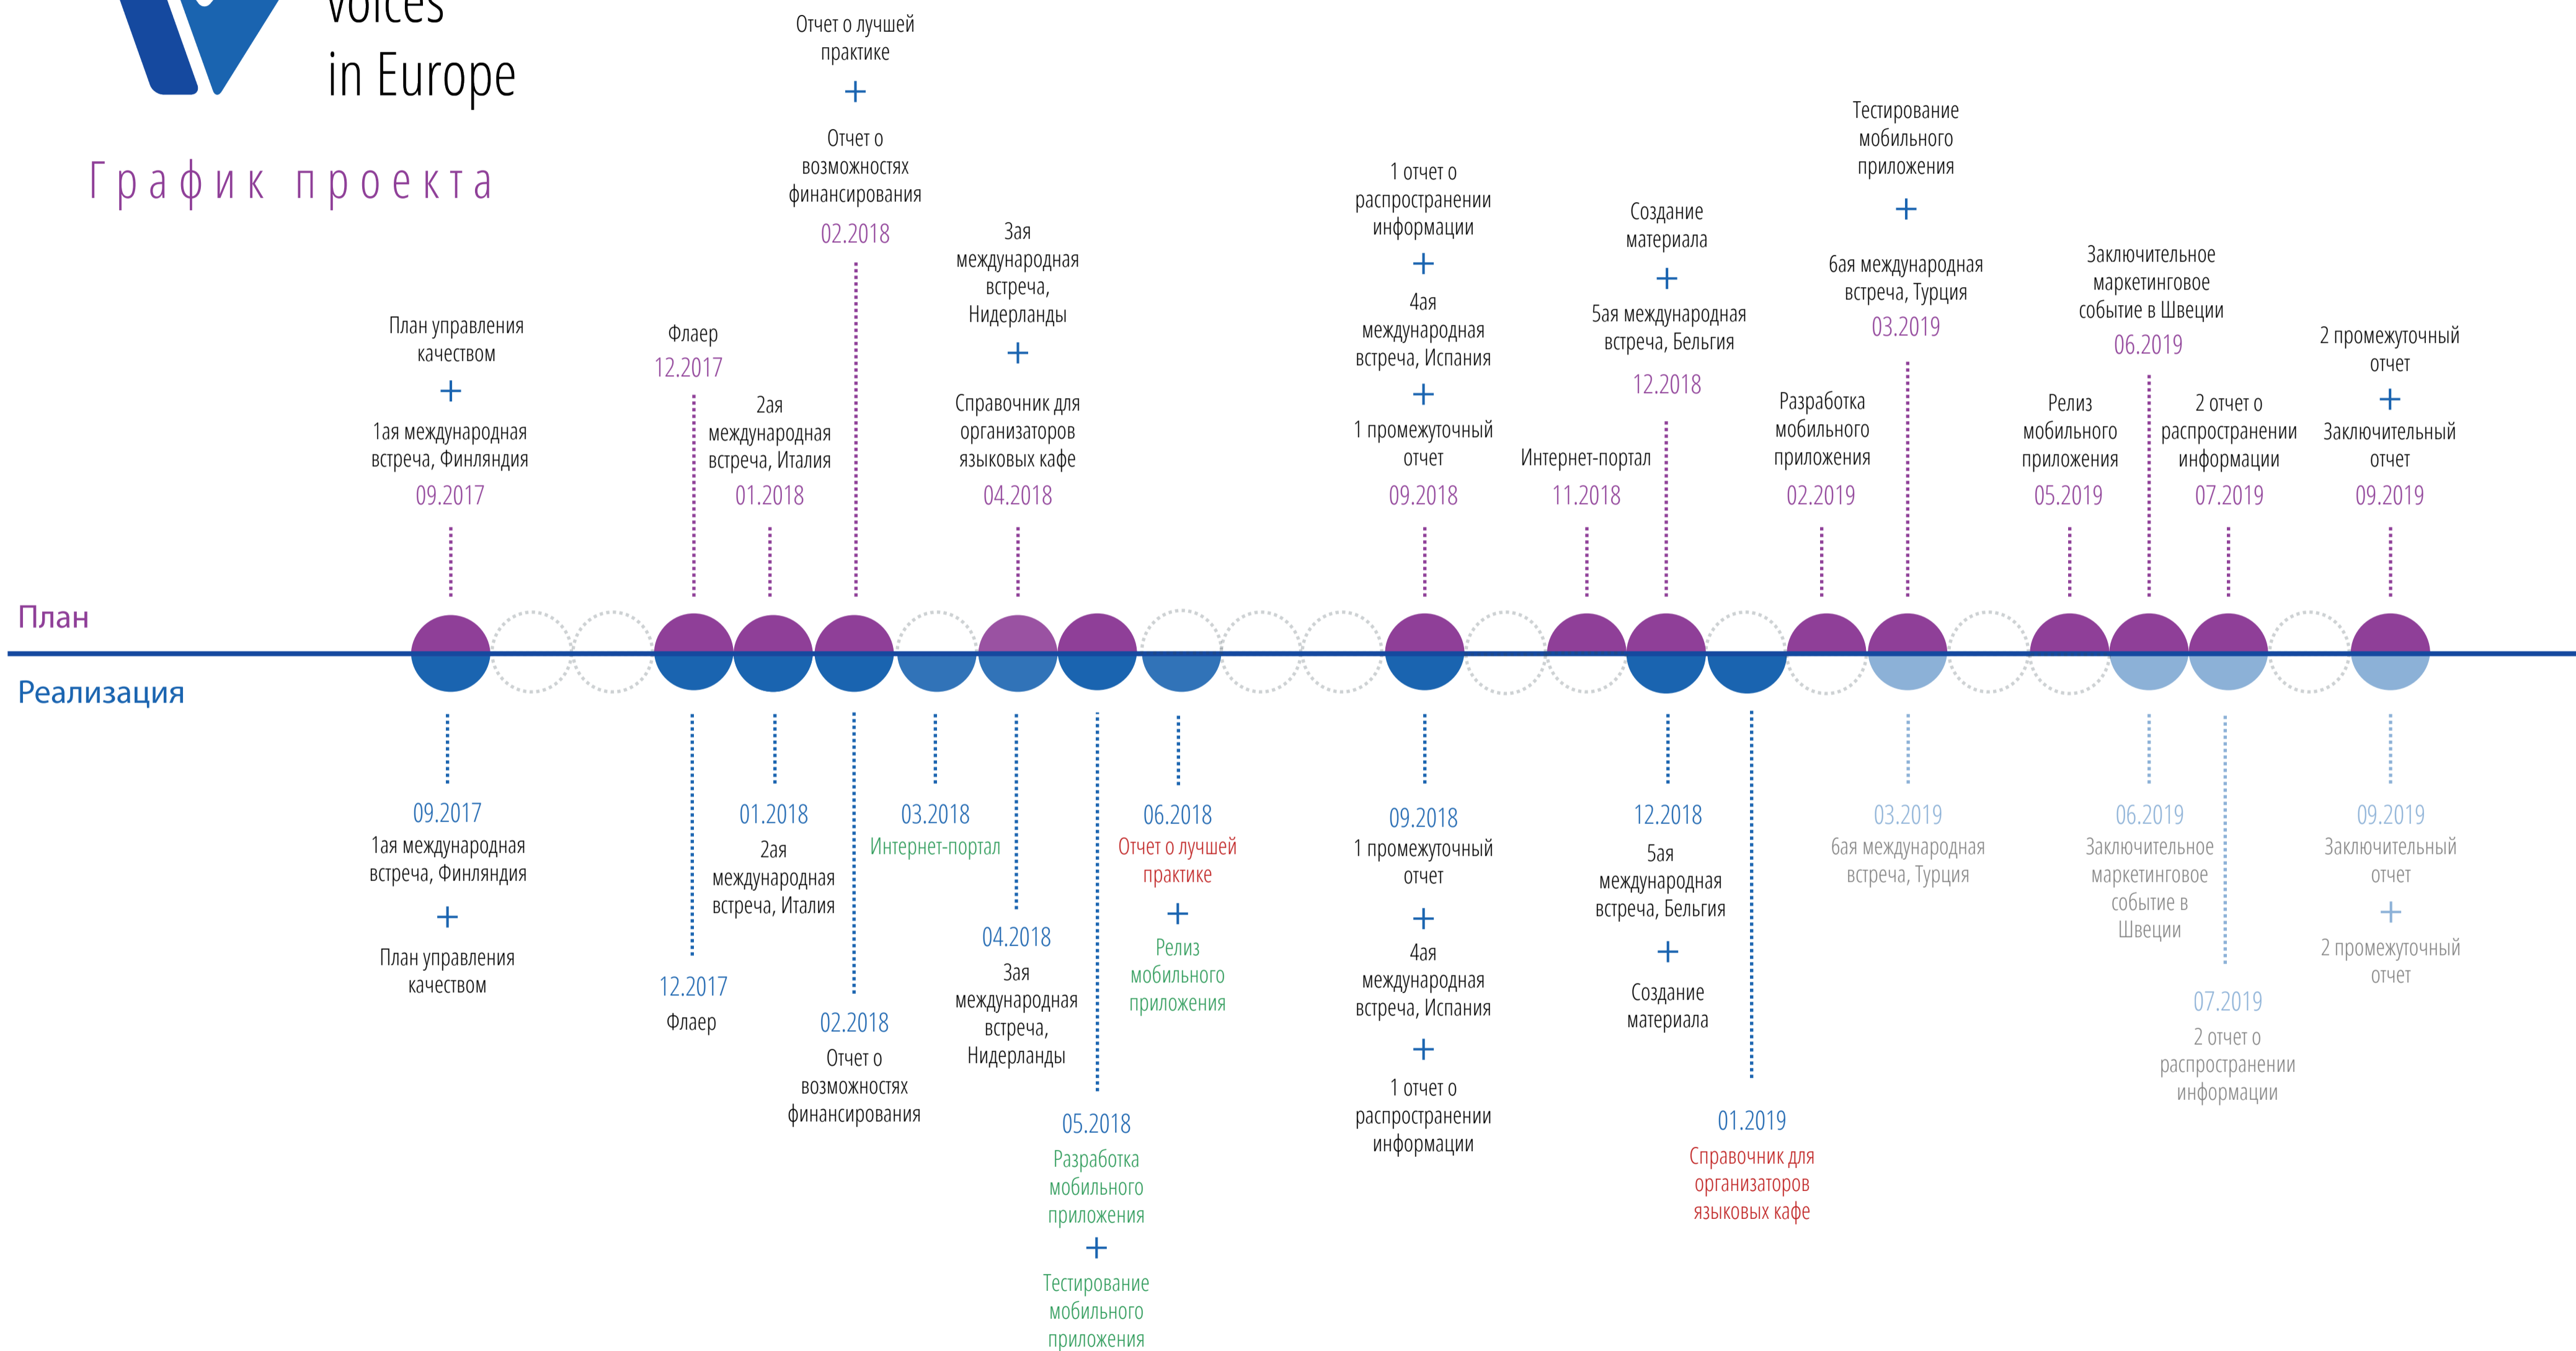 voices
in Europe
График проекта
Отчет о лучшей
практике
+
Отчет о
возможностях
финансирования
02.2018
План управления
качеством
+
1ая международная
встреча, Финляндия
09.2017
Флаер
12.2017
2ая
международная
встреча, Италия
01.2018
3ая
международная
встреча,
Нидерланды
+
Справочник для
организаторов
языковых кафе
04.2018
1 отчет о
распространении
информации
+
4ая
международная
встреча, Испания
+
1 промежуточный
отчет
09.2018
Интернет-портал
11.2018
Создание
материала
+
5ая международная
встреча, Бельгия
12.2018
Разработка
мобильного
приложения
02.2019
Тестирование
мобильного
приложения
+
6ая международная
встреча, Турция
03.2019
Релиз
мобильного
приложения
05.2019
Заключительное
маркетинговое
событие в Швеции
06.2019
2 отчет о
распространении
информации
07.2019
2 промежуточный
отчет
+
Заключительный
отчет
09.2019
План
Реализация
09.2017
1ая международная
встреча, Финляндия
+
План управления
качеством
12.2017
Флаер
01.2018
2ая
международная
встреча, Италия
02.2018
Отчет о
возможностях
финансирования
03.2018
Интернет-портал
04.2018
3ая
международная
встреча,
Нидерланды
05.2018
Разработка
мобильного
приложения
+
Тестирование
мобильного
приложения
06.2018
Отчет о лучшей
практике
+
Релиз
мобильного
приложения
09.2018
1 промежуточный
отчет
+
4ая
международная
встреча, Испания
+
1 отчет о
распространении
информации
12.2018
5ая
международная
встреча, Бельгия
+
Создание
материала
01.2019
Справочник для
организаторов
языковых кафе
03.2019
6ая международная
встреча, Турция
06.2019
Заключительное
маркетинговое
событие в
Швеции
07.2019
2 отчет о
распространении
информации
09.2019
Заключительный
отчет
+
2 промежуточный
отчет